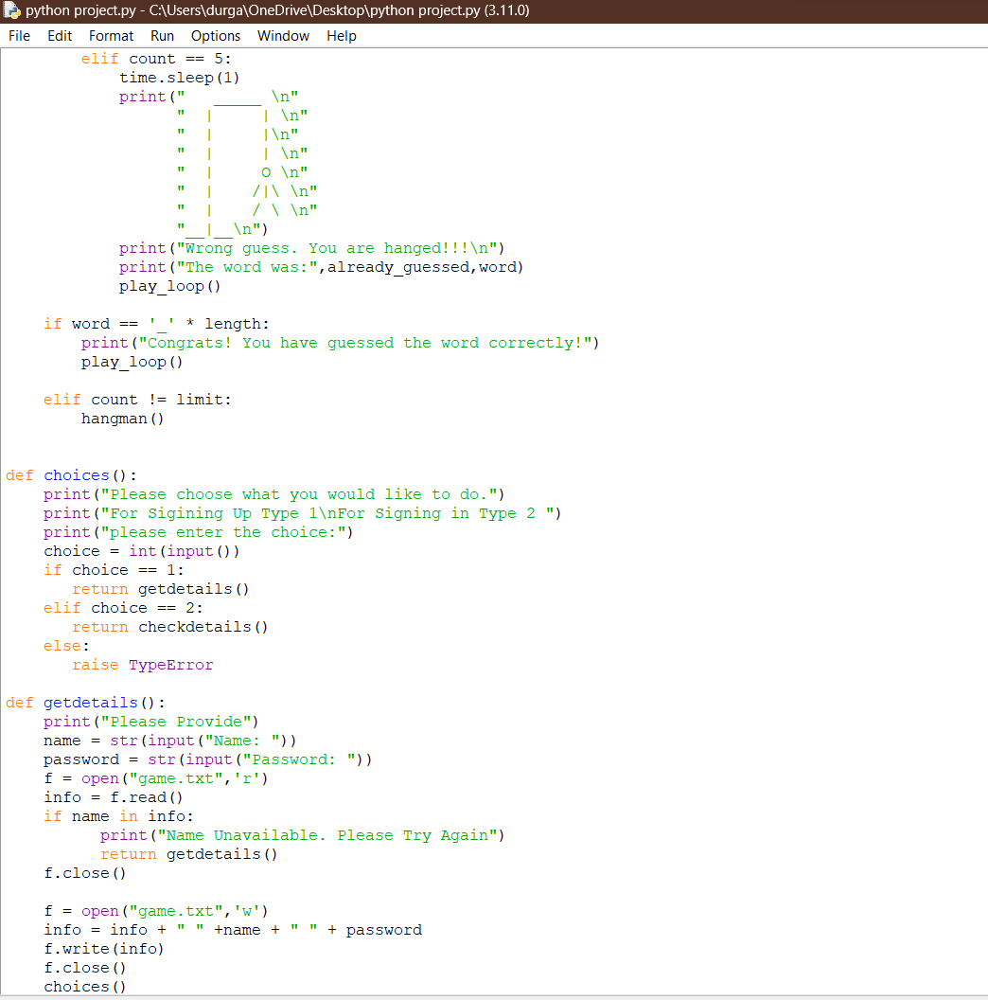 python project.py - C:\Users\durga\OneDrive\Desktop\python project.py (3.11.0)
File Edit Format Run Options Window Help
        elif count == 5:
            time.sleep(1)
            print("   _____ \n"
                  "  |     | \n"
                  "  |     |\n"
                  "  |     | \n"
                  "  |     O \n"
                  "  |    /|\ \n"
                  "  |    / \ \n"
                  "__|__\n")
            print("Wrong guess. You are hanged!!!\n")
            print("The word was:",already_guessed,word)
            play_loop()

    if word == '_' * length:
        print("Congrats! You have guessed the word correctly!")
        play_loop()

    elif count != limit:
        hangman()


def choices():
    print("Please choose what you would like to do.")
    print("For Sigining Up Type 1\nFor Signing in Type 2 ")
    print("please enter the choice:")
    choice = int(input())
    if choice == 1:
       return getdetails()
    elif choice == 2:
       return checkdetails()
    else:
       raise TypeError

def getdetails():
    print("Please Provide")
    name = str(input("Name: "))
    password = str(input("Password: "))
    f = open("game.txt",'r')
    info = f.read()
    if name in info:
          print("Name Unavailable. Please Try Again")
          return getdetails()
    f.close()

    f = open("game.txt",'w')
    info = info + " " +name + " " + password
    f.write(info)
    f.close()
    choices()